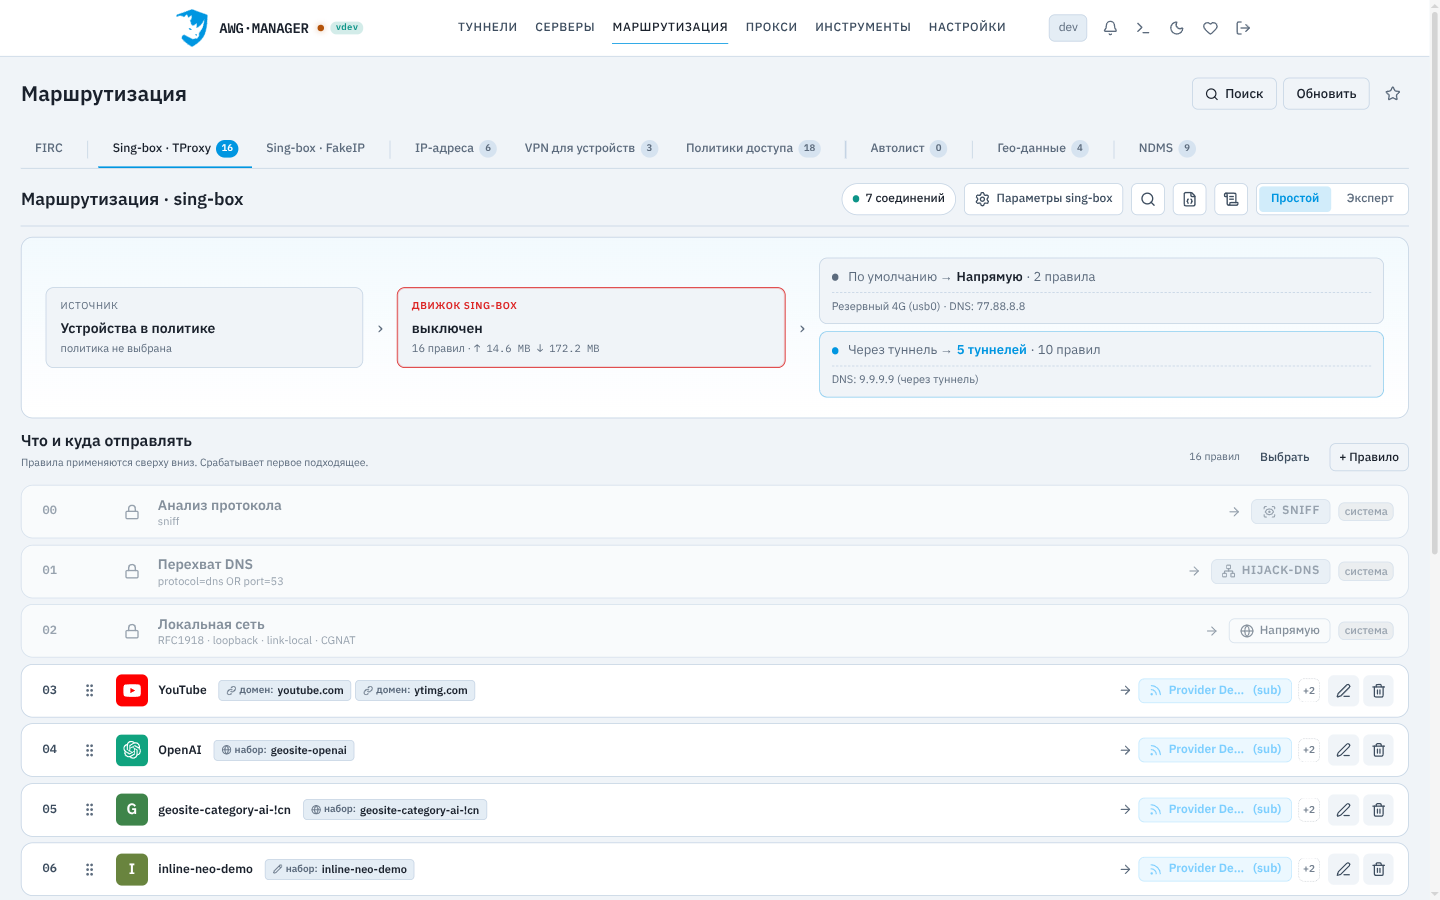 AWG·MANAGER vdev ТУННЕЛИ СЕРВЕРЫ МАРШРУТИЗАЦИЯ ПРОКСИ ИНСТРУМЕНТЫ НАСТРОЙКИ dev
Маршрутизация Поиск Обновить
FIRC Sing-box · TProxy 16 Sing-box · FakeIP IP-адреса 6 VPN для устройств 3 Политики доступа 18 Автолист 0 Гео-данные 4 NDMS 9
Маршрутизация · sing-box 7 соединений Параметры sing-box Простой Эксперт
ИСТОЧНИК
Устройства в политике
политика не выбрана
ДВИЖОК SING-BOX
выключен
16 правил · ↑ 14.6 MB ↓ 172.2 MB
По умолчанию → Напрямую · 2 правила
Резервный 4G (usb0) · DNS: 77.88.8.8
Через туннель → 5 туннелей · 10 правил
DNS: 9.9.9.9 (через туннель)
Что и куда отправлять
Правила применяются сверху вниз. Срабатывает первое подходящее.
16 правил Выбрать + Правило
00 Анализ протокола → SNIFF система
sniff
01 Перехват DNS → HIJACK-DNS система
protocol=dns OR port=53
02 Локальная сеть → Напрямую система
RFC1918 · loopback · link-local · CGNAT
03 YouTube домен: youtube.com домен: ytimg.com → Provider De... (sub) +2
04 OpenAI набор: geosite-openai → Provider De... (sub) +2
05 G geosite-category-ai-!cn набор: geosite-category-ai-!cn → Provider De... (sub) +2
06 I inline-neo-demo набор: inline-neo-demo → Provider De... (sub) +2